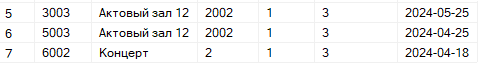 5 3003 Актовый зал 12 2002 1 3 2024-05-25
6 5003 Актовый зал 12 2002 1 3 2024-04-25
7 6002 Концерт 2 1 3 2024-04-18